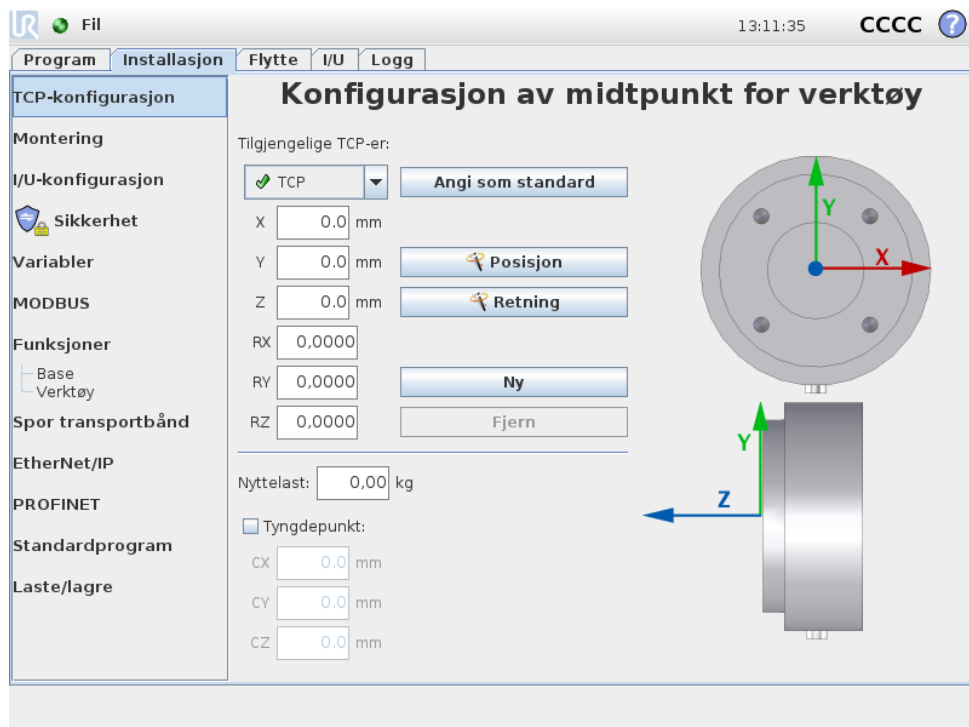 UR Fil 13:11:35 CCCC ?
Program Installasjon Flytte I/U Logg
TCP-konfigurasjon
Montering
I/U-konfigurasjon
Sikkerhet
Variabler
MODBUS
Funksjoner
Base
Verktøy
Spor transportbånd
EtherNet/IP
PROFINET
Standardprogram
Laste/lagre
Konfigurasjon av midtpunkt for verktøy
Tilgjengelige TCP-er:
TCP Angi som standard
X 0.0 mm
Y 0.0 mm Posisjon
Z 0.0 mm Retning
RX 0,0000
RY 0,0000 Ny
RZ 0,0000 Fjern
Nyttelast: 0,00 kg
Tyngdepunkt:
CX 0.0 mm
CY 0.0 mm
CZ 0.0 mm
Y
X
Y
Z